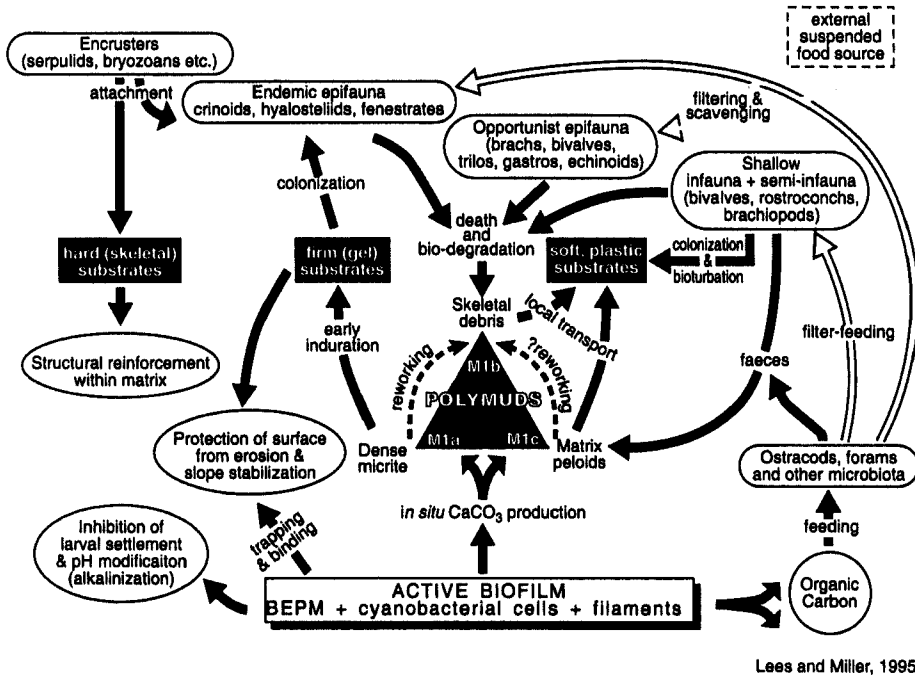 external
suspended
food source
Encrusters
(serpulids, bryozoans etc.)
attachment
Endemic epifauna
crinoids, hyalosteliids, fenestrates
filtering &
scavenging
Opportunist epifauna
(brachs, bivalves,
trilos, gastros, echinoids)
Shallow
infauna + semi-infauna
(bivalves, rostroconchs,
brachiopods)
colonization
death
and
bio-degradation
hard (skeletal)
substrates
firm (gel)
substrates
soft, plastic
substrates
colonization
&
bioturbation
Skeletal
debris
local transport
early
induration
filter-feeding
faeces
Structural reinforcement
within matrix
reworking
?reworking
M1b
POLYMUDS
M1a
M1c
Dense
micrite
Matrix
peloids
Protection of surface
from erosion &
slope stabilization
Ostracods, forams
and other microbiota
in situ CaCO3 production
trapping
& binding
feeding
Inhibition of
larval settlement
& pH modificaiton
(alkalinization)
ACTIVE BIOFILM
BEPM + cyanobacterial cells + filaments
Organic
Carbon
Lees and Miller, 1995